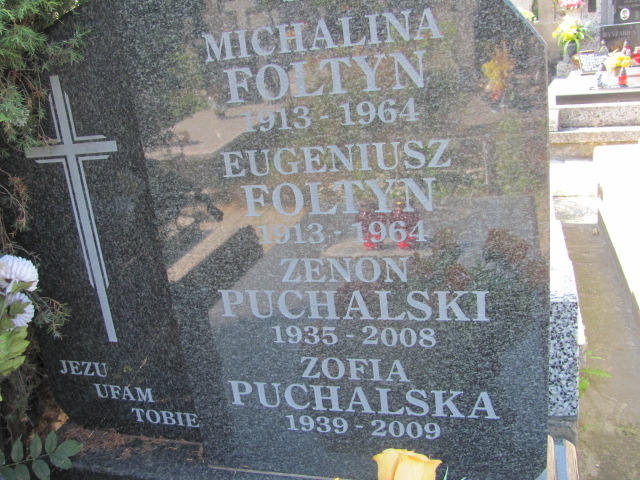 MICHALINA
FOLTYN
1913 - 1964
EUGENIUSZ
FOLTYN
1913 - 1964
ZENON
PUCHALSKI
1935 - 2008
ZOFIA
PUCHALSKA
1939 - 2009
JEZU
UFAM
TOBIE